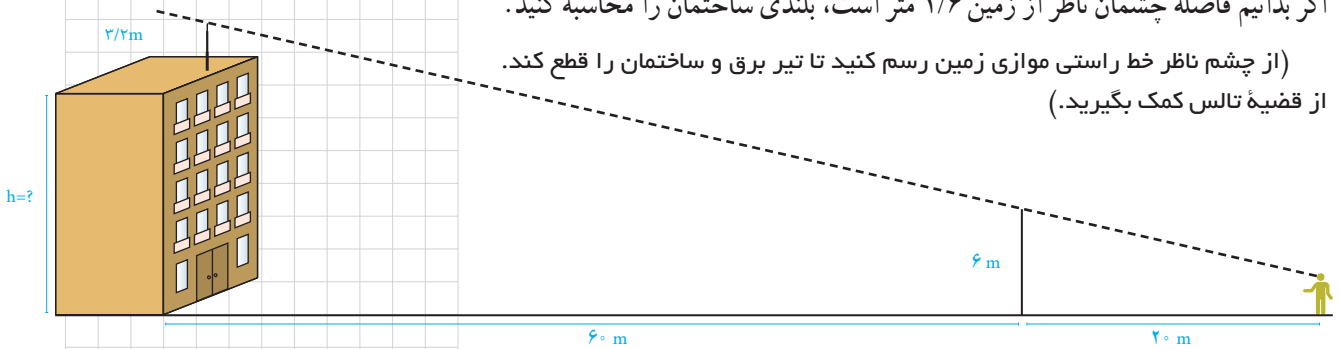 اگر بدانیم فاصله چشمان ناظر از زمین ۱/۶ متر است، بلندی ساختمان را محاسبه کنید.
(از چشم ناظر خط راستی موازی زمین رسم کنید تا تیر برق و ساختمان را قطع کند.
از قضیهٔ تالس کمک بگیرید.)
۳/۲m
h=?
۶ m
۶۰ m
۲۰ m